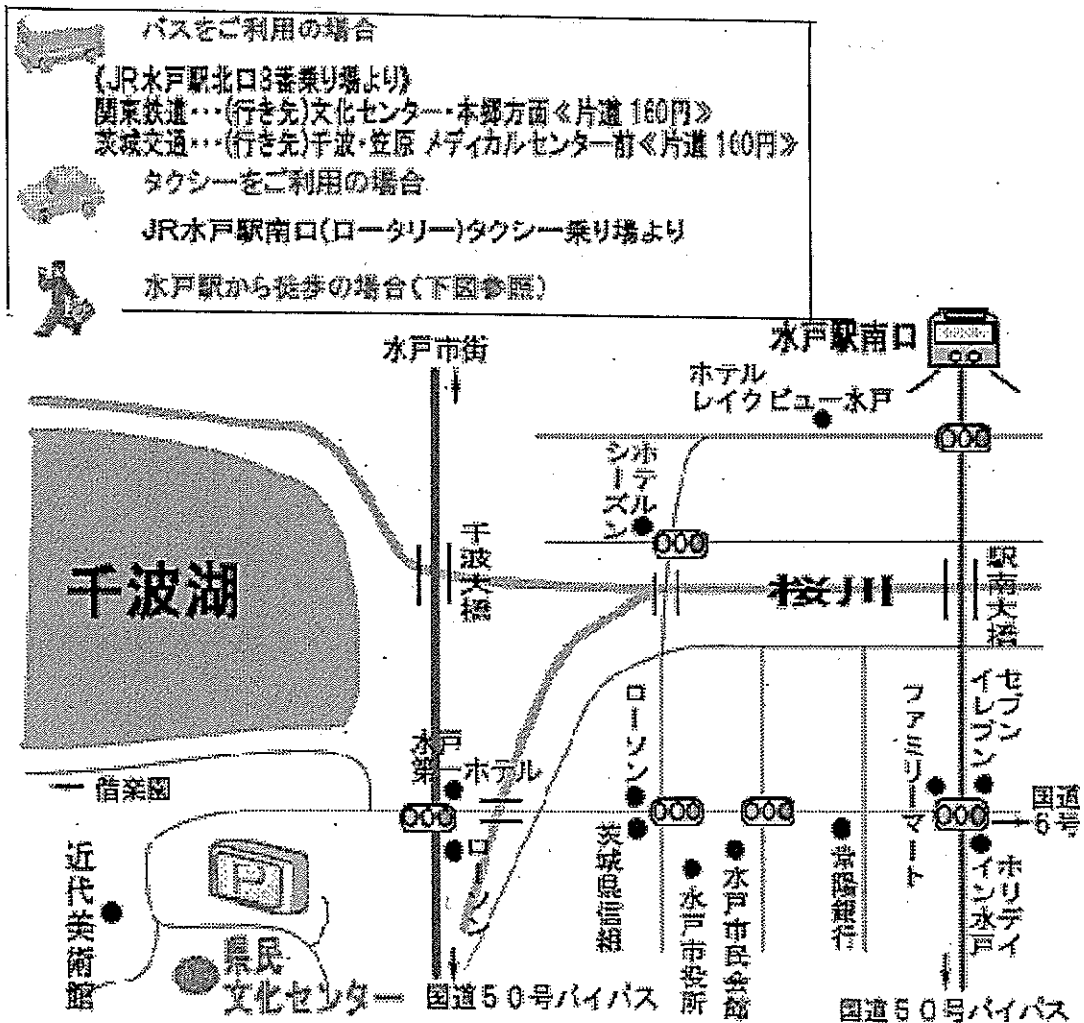 バスをご利用の場合
《JR水戸駅北口8番乗り場より》
関東鉄道･･･(行き先)文化センター･本郷方面≪片道 160円≫
茨城交通･･･(行き先)千波･笠原 メディカルセンター前≪片道 160円≫
タクシーをご利用の場合
JR水戸駅南口(ロータリー)タクシー乗り場より
水戸駅から徒歩の場合(下図参照)
水戸市街
水戸駅南口
ホテル
レイクビュー水戸
ホテル
シーズン
千波湖
千波大橋
桜川
駅南大橋
セブン
イレブン
ファミリーマート
ローソン
水戸
第一ホテル
偕楽園
国道
6号
近代美術館
ローソン
茨城県信組
水戸市役所
水戸市民会館
常陽銀行
ホリデイ
イン水戸
県民
文化センター
国道50号バイパス
国道50号バイパス